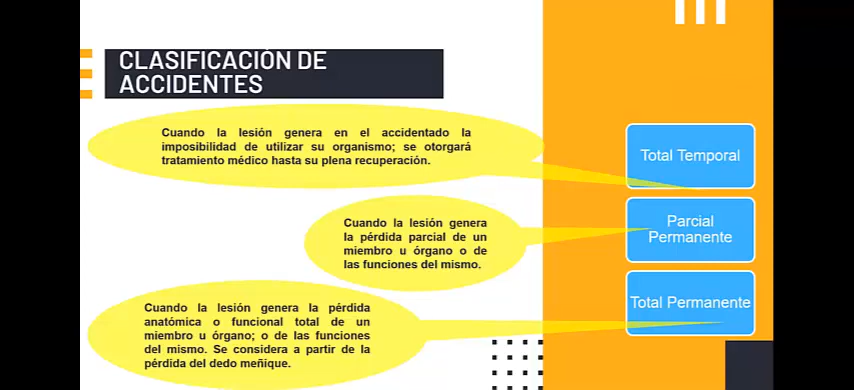 CLASIFICACIÓN DE
ACCIDENTES
Cuando la lesión genera en el accidentado la
imposibilidad de utilizar su organismo; se otorgará
tratamiento médico hasta su plena recuperación.
Total Temporal
Cuando la lesión genera
la pérdida parcial de un
miembro u órgano o de
las funciones del mismo.
Parcial
Permanente
Cuando la lesión genera la pérdida
anatómica o funcional total de un
miembro u órgano; o de las funciones
del mismo. Se considera a partir de la
pérdida del dedo meñique.
Total Permanente